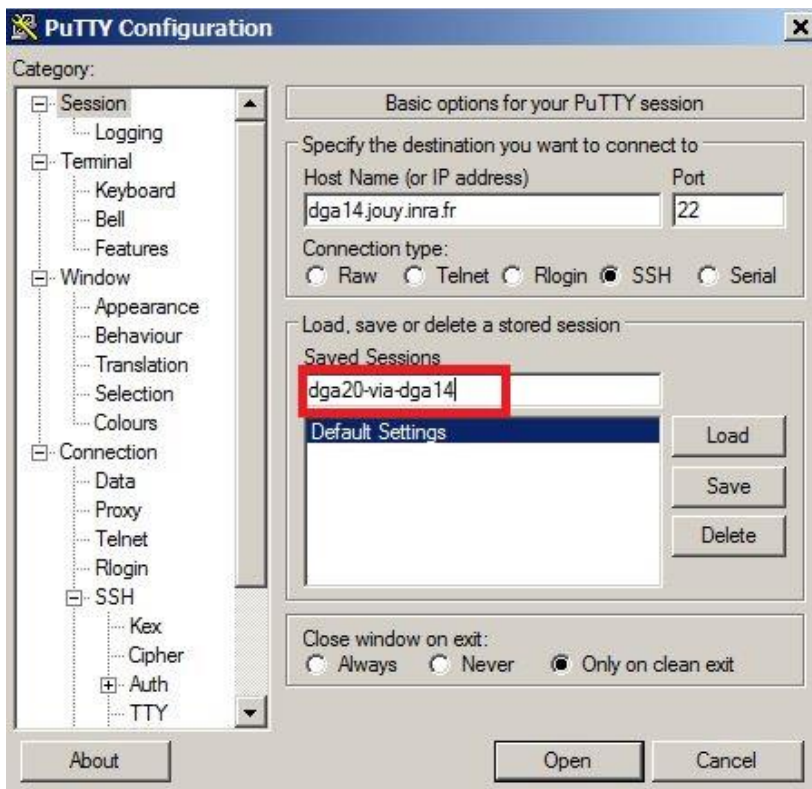 PuTTY Configuration
Category:
Session
Logging
Terminal
Keyboard
Bell
Features
Window
Appearance
Behaviour
Translation
Selection
Colours
Connection
Data
Proxy
Telnet
Rlogin
SSH
Kex
Cipher
Auth
TTY
Basic options for your PuTTY session
Specify the destination you want to connect to
Host Name (or IP address) Port
dga14.jouy.inra.fr 22
Connection type:
Raw Telnet Rlogin SSH Serial
Load, save or delete a stored session
Saved Sessions
dga20-via-dga14
Default Settings
Load
Save
Delete
Close window on exit:
Always Never Only on clean exit
About Open Cancel